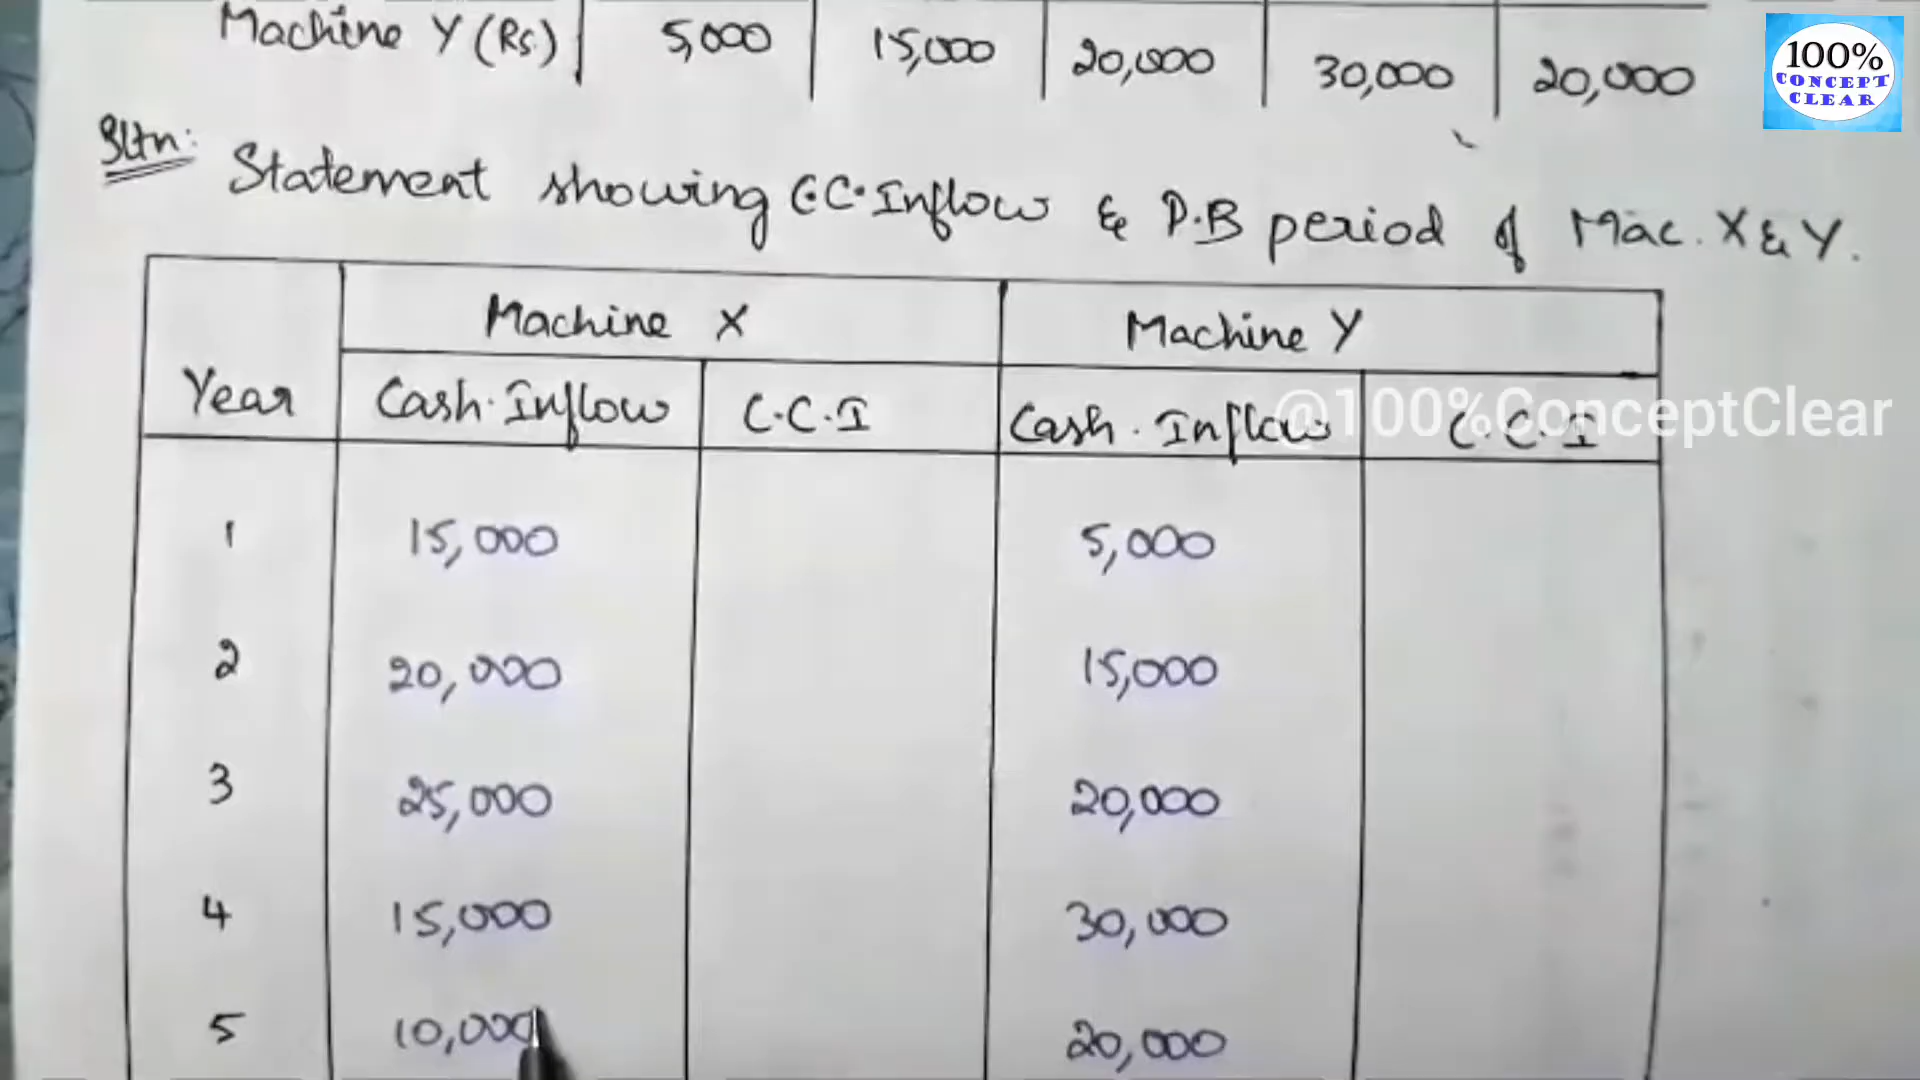 Machine Y (Rs.) 5,000 15,000 20,000 30,000 20,000
100%
CONCEPT
CLEAR
Sltn:
Statement showing C.C.Inflow & P.B period of Mac. X & Y.
Machine X Machine Y
Year Cash.Inflow C.C.I Cash.Inflow C.C.I
@100%ConceptClear
1 15,000 5,000
2 20,000 15,000
3 25,000 20,000
4 15,000 30,000
5 10,000 20,000